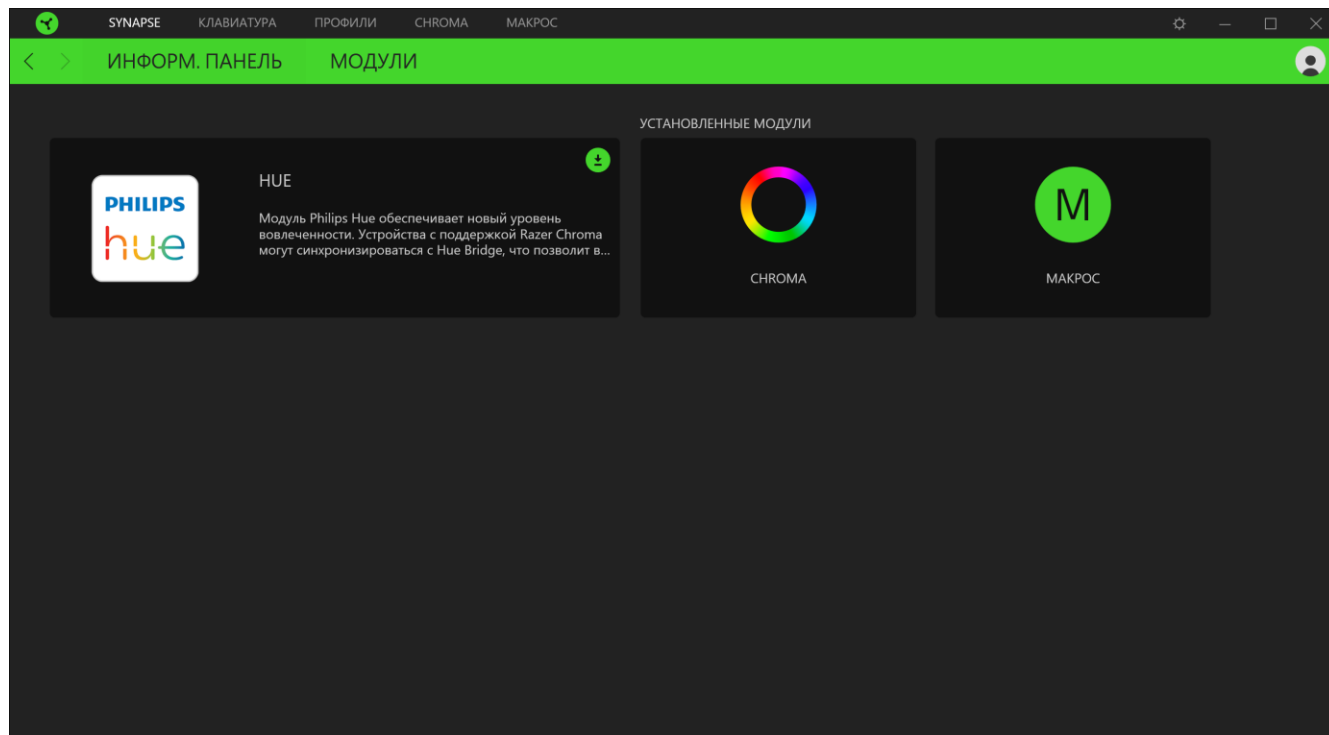 SYNAPSE КЛАВИАТУРА ПРОФИЛИ CHROMA МАКРОС
ИНФОРМ. ПАНЕЛЬ МОДУЛИ
УСТАНОВЛЕННЫЕ МОДУЛИ
PHILIPS
hue
HUE
Модуль Philips Hue обеспечивает новый уровень
вовлеченности. Устройства с поддержкой Razer Chroma
могут синхронизироваться с Hue Bridge, что позволит в...
CHROMA
M
МАКРОС